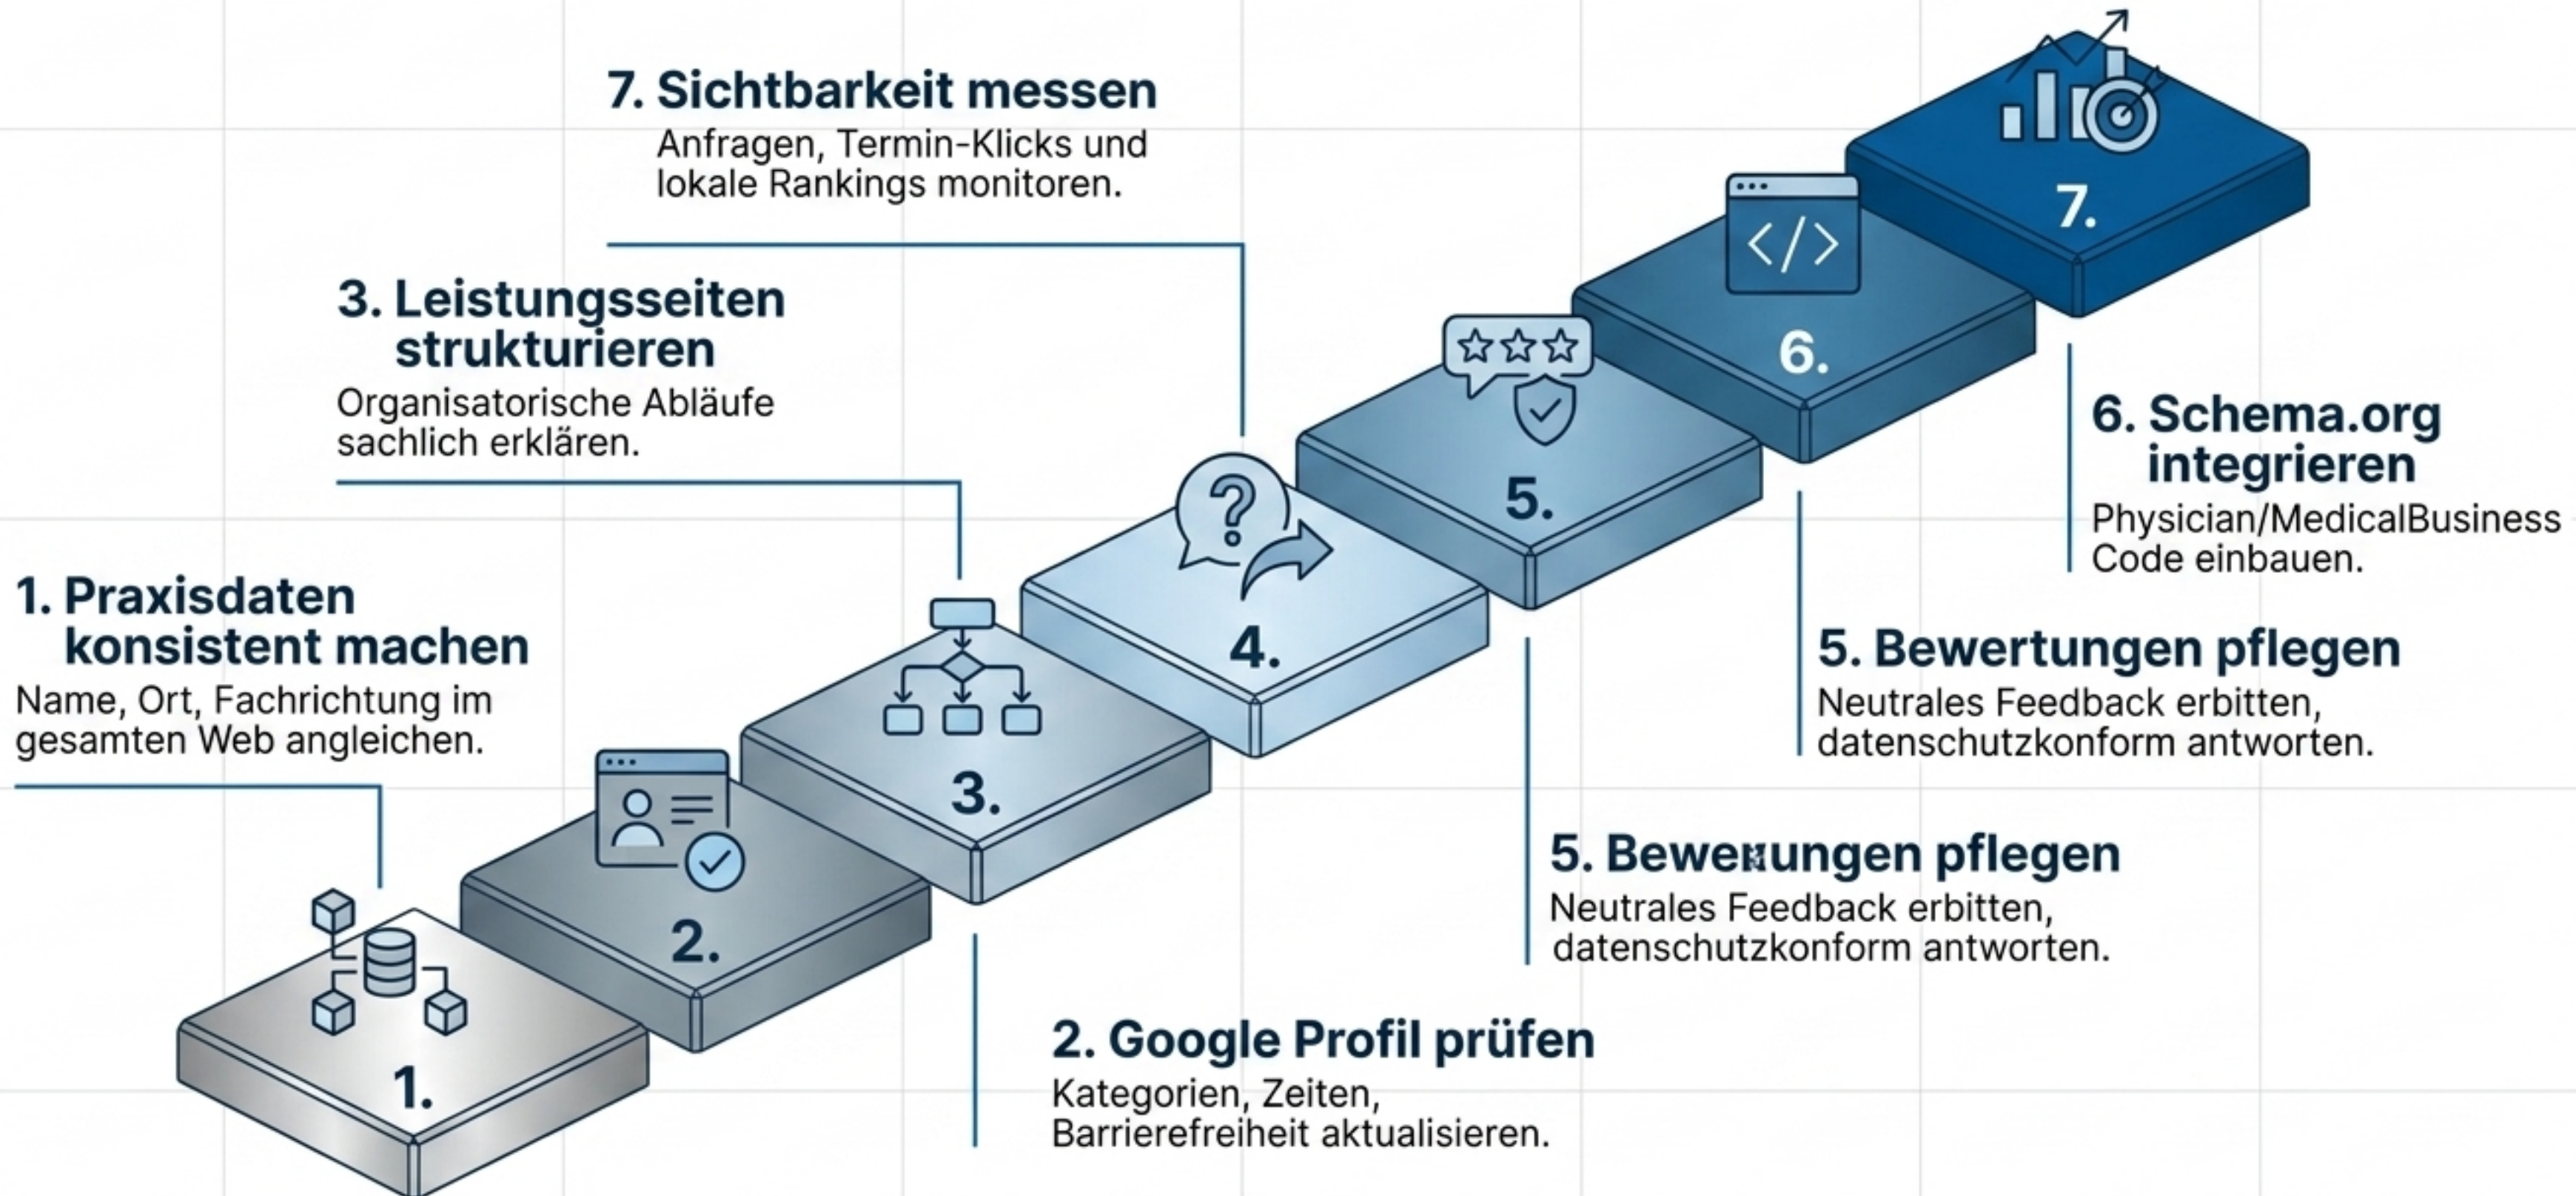 7. Sichtbarkeit messen
Anfragen, Termin-Klicks und
lokale Rankings monitoren.
3. Leistungsseiten
strukturieren
Organisatorische Abläufe
sachlich erklären.
1. Praxisdaten
konsistent machen
Name, Ort, Fachrichtung im
gesamten Web angleichen.
1.
2.
3.
4.
5.
6.
7.
6. Schema.org
integrieren
Physician/MedicalBusiness
Code einbauen.
5. Bewertungen pflegen
Neutrales Feedback erbitten,
datenschutzkonform antworten.
5. pflegen
Neutrales Feedback erbitten,
datenschutzkonform antworten.
2. Google Profil prüfen
Kategorien, Zeiten,
Barrierefreiheit aktualisieren.